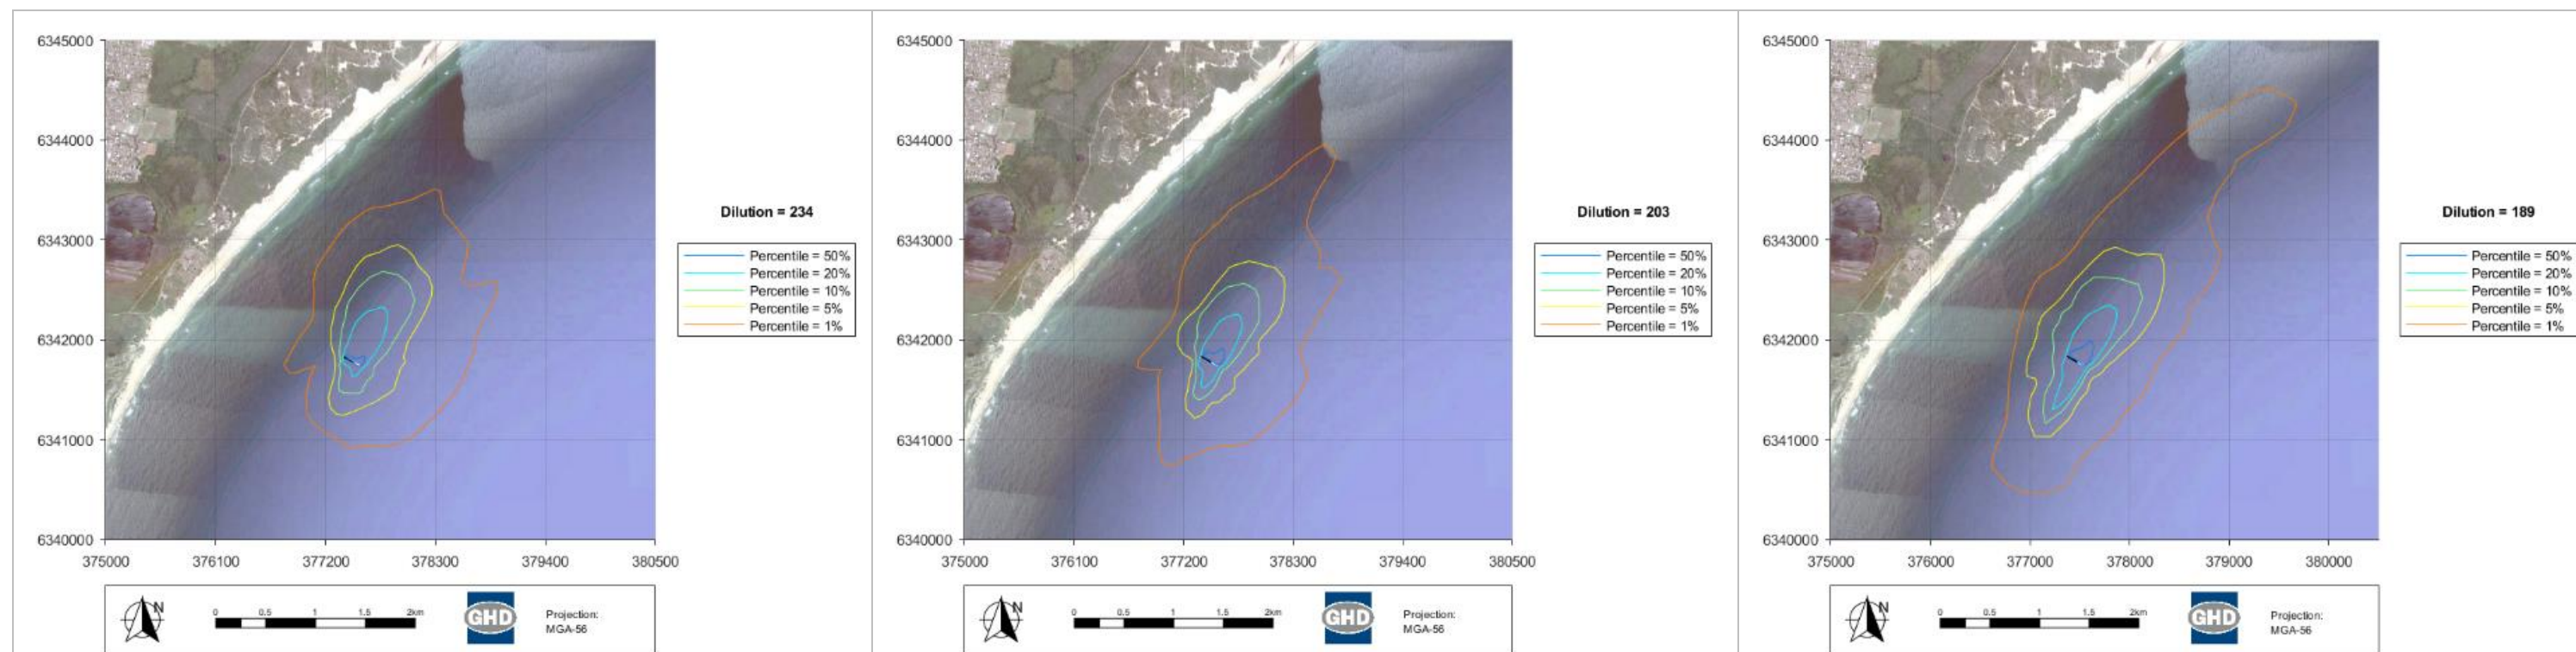 6345000
6344000
6343000
6342000
6341000
6340000
375000 376100 377200 378300 379400 380500
Dilution = 234
Percentile = 50%
Percentile = 20%
Percentile = 10%
Percentile = 5%
Percentile = 1%
N
0 0.5 1 1.5 2km
GHD
Projection:
MGA-56
6345000
6344000
6343000
6342000
6341000
6340000
375000 376100 377200 378300 379400 380500
Dilution = 203
Percentile = 50%
Percentile = 20%
Percentile = 10%
Percentile = 5%
Percentile = 1%
N
0 0.5 1 1.5 2km
GHD
Projection:
MGA-56
6345000
6344000
6343000
6342000
6341000
6340000
375000 376000 377000 378000 379000 380000
Dilution = 189
Percentile = 50%
Percentile = 20%
Percentile = 10%
Percentile = 5%
Percentile = 1%
N
0 0.5 1 1.5 2km
GHD
Projection:
MGA-56